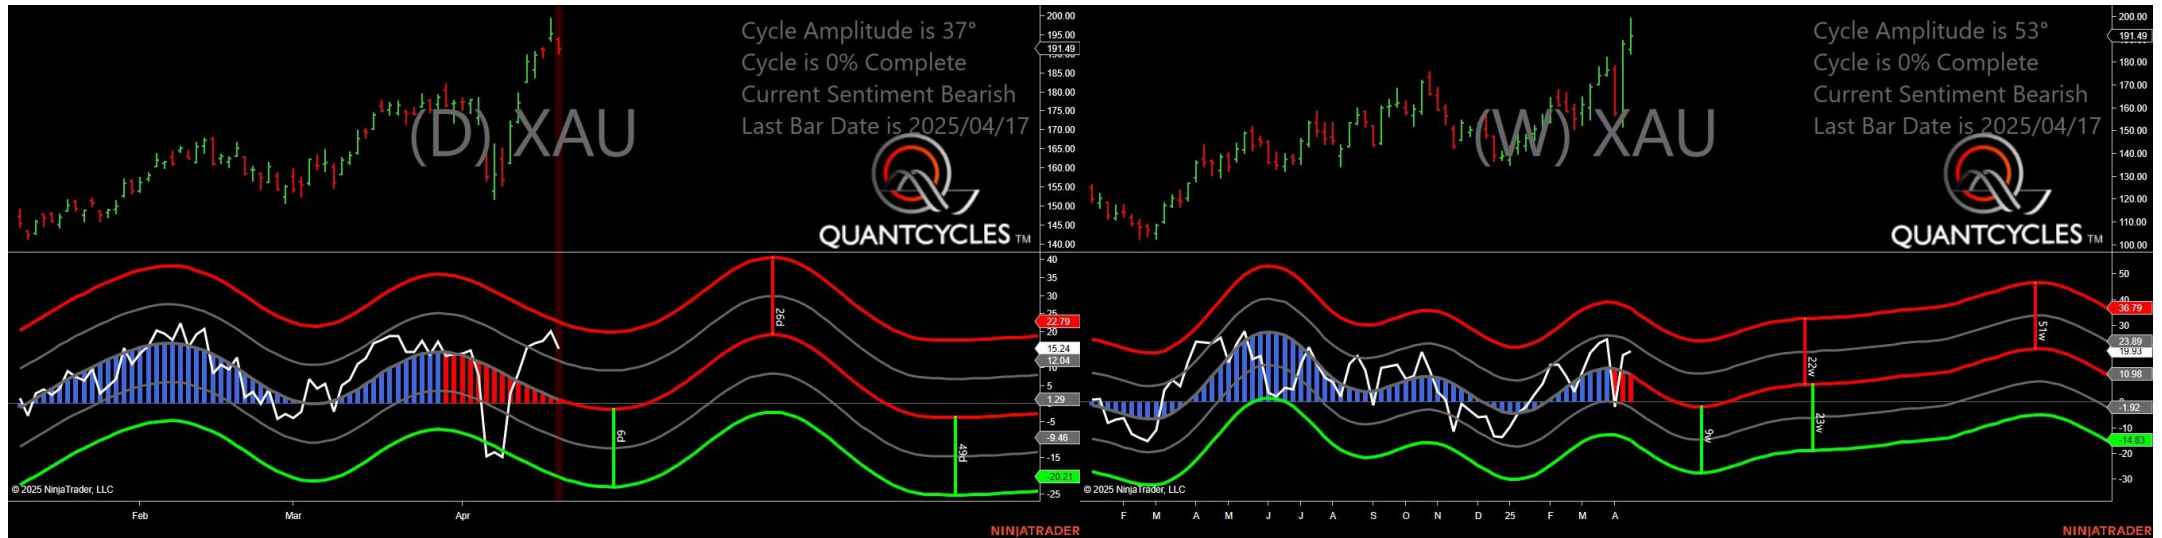 Cycle Amplitude is 37°
Cycle is 0% Complete
Current Sentiment Bearish
Last Bar Date is 2025/04/17
(D) XAU
QUANTCYCLES TM
200.00
195.00
191.49
185.00
180.00
175.00
170.00
165.00
160.00
155.00
150.00
145.00
140.00
40
35
30
25
22.79
20
15.24
12.04
10
5
1.29
-5
-9.46
-15
-20.21
-25
26d
6d
49d
© 2025 NinjaTrader, LLC
Feb Mar Apr
NINJATRADER
Cycle Amplitude is 53°
Cycle is 0% Complete
Current Sentiment Bearish
Last Bar Date is 2025/04/17
(W) XAU
QUANTCYCLES TM
200.00
191.49
180.00
170.00
160.00
150.00
140.00
130.00
120.00
110.00
100.00
50
40
36.79
30
23.89
19.93
10.98
-1.92
-10
-14.83
-20
-30
9w
22w
23w
51w
© 2025 NinjaTrader, LLC
F M A M J J A S O N D 25 F M A
NINJATRADER